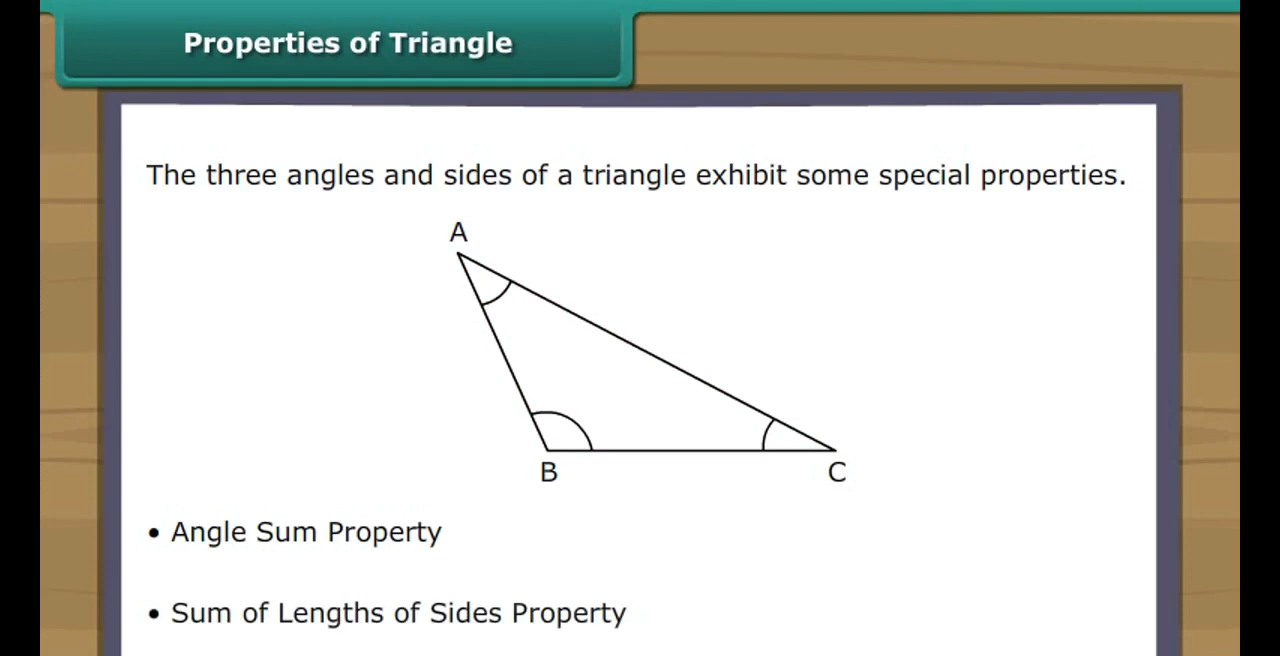 Properties of Triangle
The three angles and sides of a triangle exhibit some special properties.
A
B
C
• Angle Sum Property
• Sum of Lengths of Sides Property